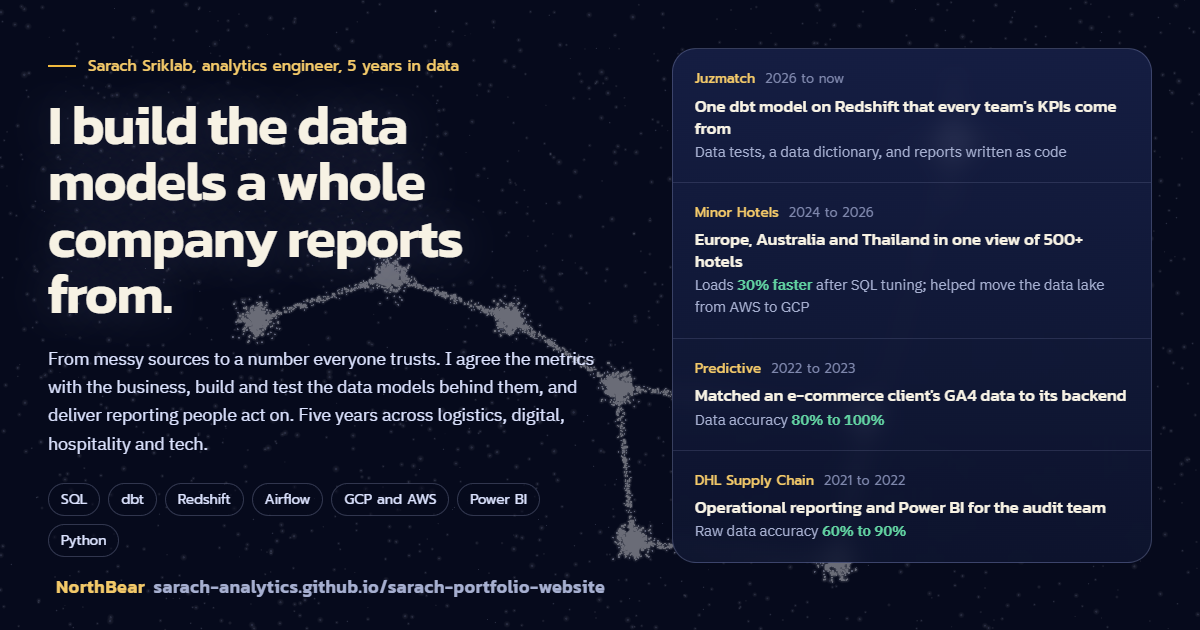 Sarach Sriklab, analytics engineer, 5 years in data
I build the data
models a whole
company reports
from.
From messy sources to a number everyone trusts. I agree the metrics
with the business, build and test the data models behind them, and
deliver reporting people act on. Five years across logistics, digital,
hospitality and tech.
SQL dbt Redshift Airflow GCP and AWS Power BI
Python
NorthBear sarach-analytics.github.io/sarach-portfolio-website
Juzmatch 2026 to now
One dbt model on Redshift that every team's KPIs come
from
Data tests, a data dictionary, and reports written as code
Minor Hotels 2024 to 2026
Europe, Australia and Thailand in one view of 500+
hotels
Loads 30% faster after SQL tuning; helped move the data lake
from AWS to GCP
Predictive 2022 to 2023
Matched an e-commerce client's GA4 data to its backend
Data accuracy 80% to 100%
DHL Supply Chain 2021 to 2022
Operational reporting and Power BI for the audit team
Raw data accuracy 60% to 90%